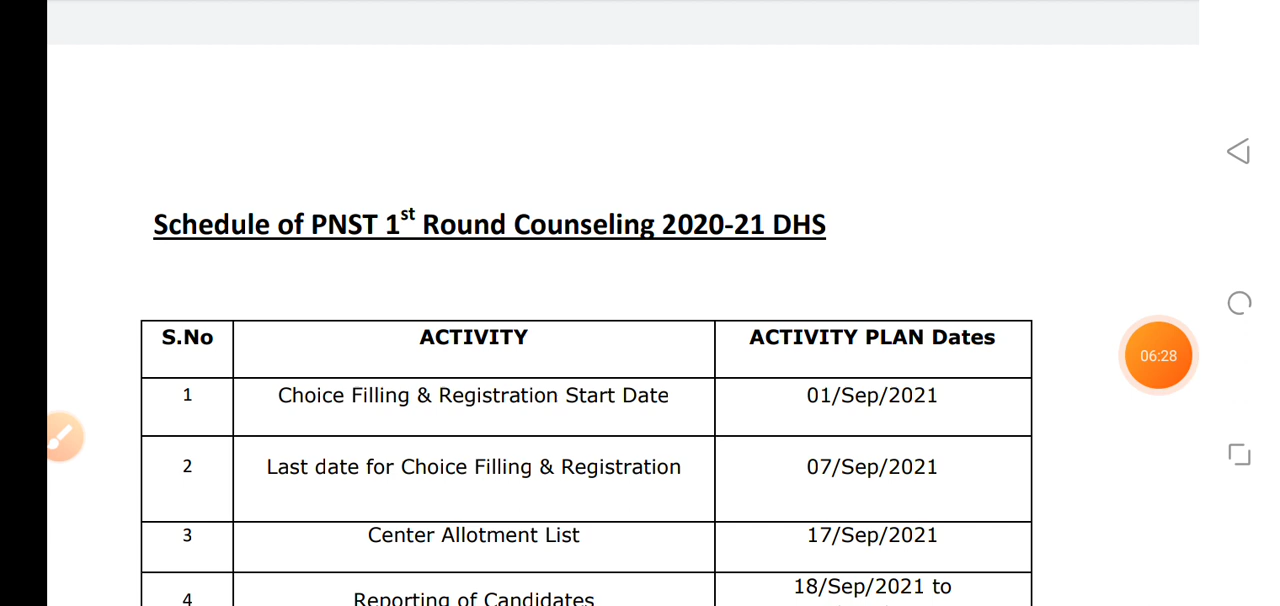 Schedule of PNST 1st Round Counseling 2020-21 DHS
S.No ACTIVITY ACTIVITY PLAN Dates
1 Choice Filling & Registration Start Date 01/Sep/2021
2 Last date for Choice Filling & Registration 07/Sep/2021
3 Center Allotment List 17/Sep/2021
4 Reporting of Candidates 18/Sep/2021 to
06:28